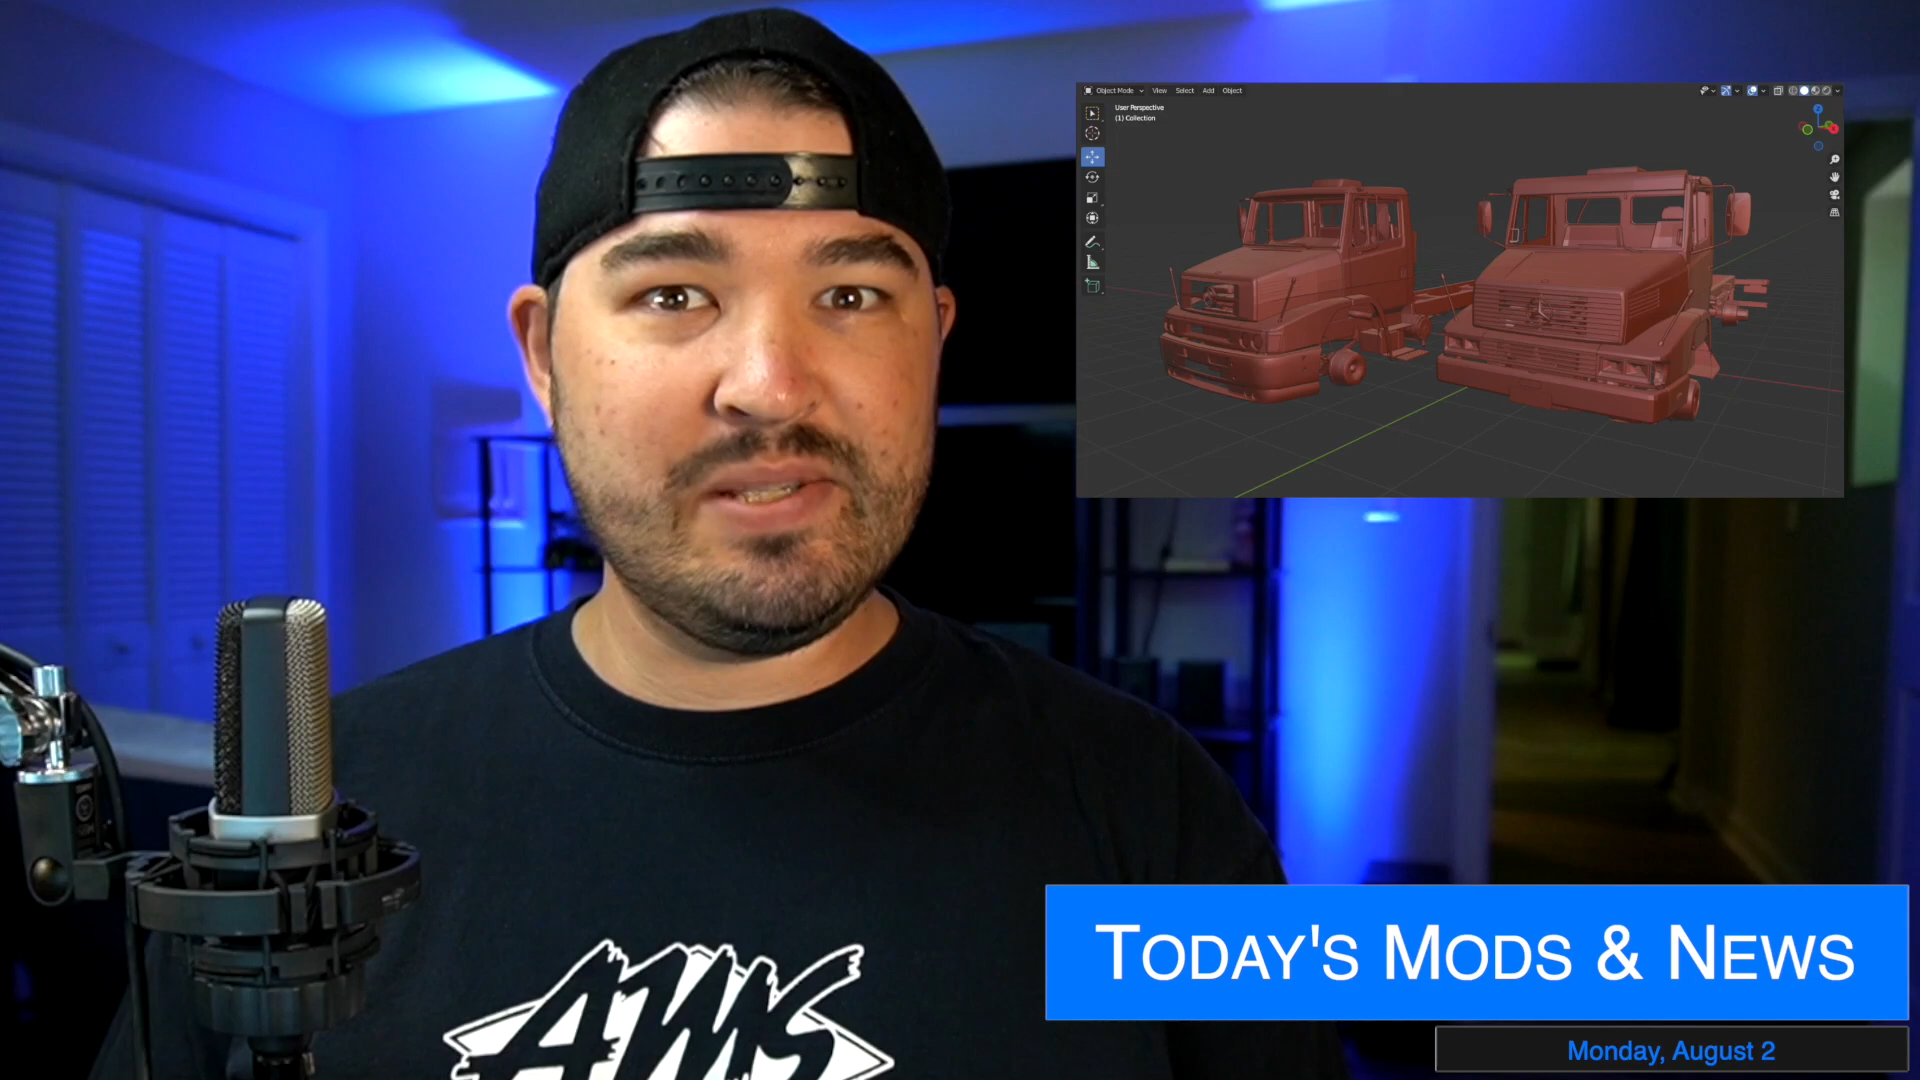 Object Mode View Select Add Object
User Perspective
(1) Collection
AMS
TODAY'S MODS & NEWS
Monday, August 2